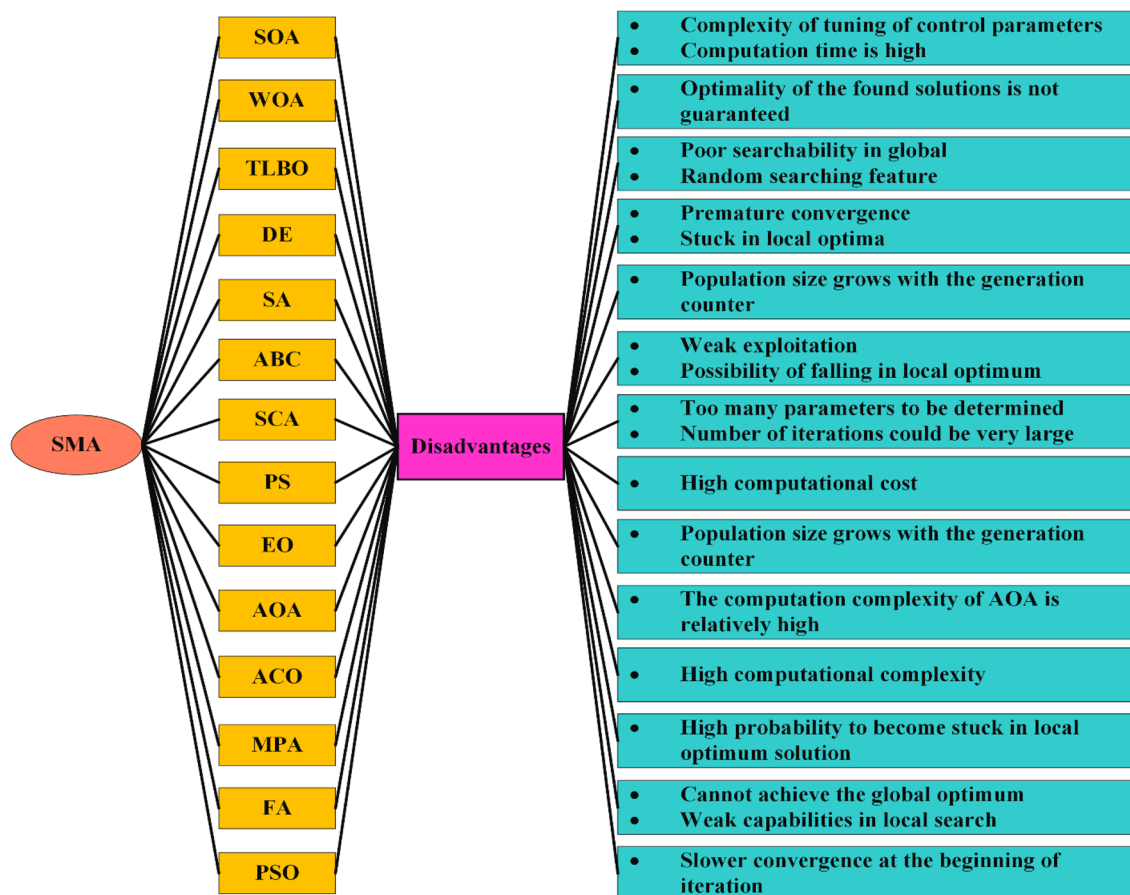 SMA
SOA
WOA
TLBO
DE
SA
ABC
SCA
PS
EO
AOA
ACO
MPA
FA
PSO
Disadvantages
• Complexity of tuning of control parameters
• Computation time is high
• Optimality of the found solutions is not
guaranteed
• Poor searchability in global
• Random searching feature
• Premature convergence
• Stuck in local optima
• Population size grows with the generation
counter
• Weak exploitation
• Possibility of falling in local optimum
• Too many parameters to be determined
• Number of iterations could be very large
• High computational cost
• Population size grows with the generation
counter
• The computation complexity of AOA is
relatively high
• High computational complexity
• High probability to become stuck in local
optimum solution
• Cannot achieve the global optimum
• Weak capabilities in local search
• Slower convergence at the beginning of
iteration